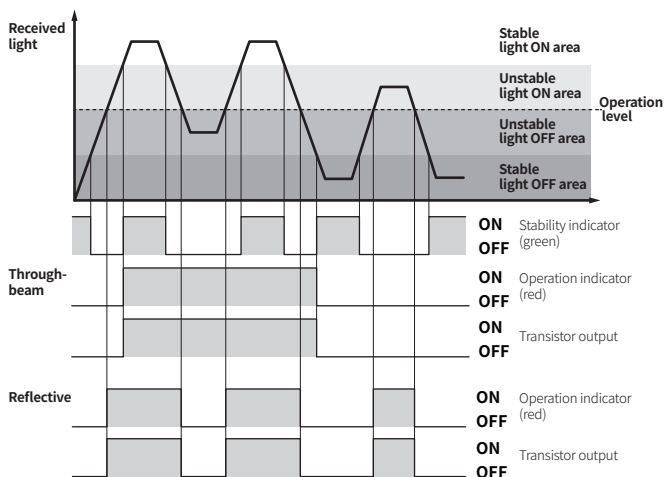 Received
light
Stable
light ON area
Unstable
light ON area
Operation
level
Unstable
light OFF area
Stable
light OFF area
ON
OFF
Stability indicator
(green)
Through-
beam
ON
OFF
Operation indicator
(red)
ON
OFF
Transistor output
Reflective
ON
OFF
Operation indicator
(red)
ON
OFF
Transistor output